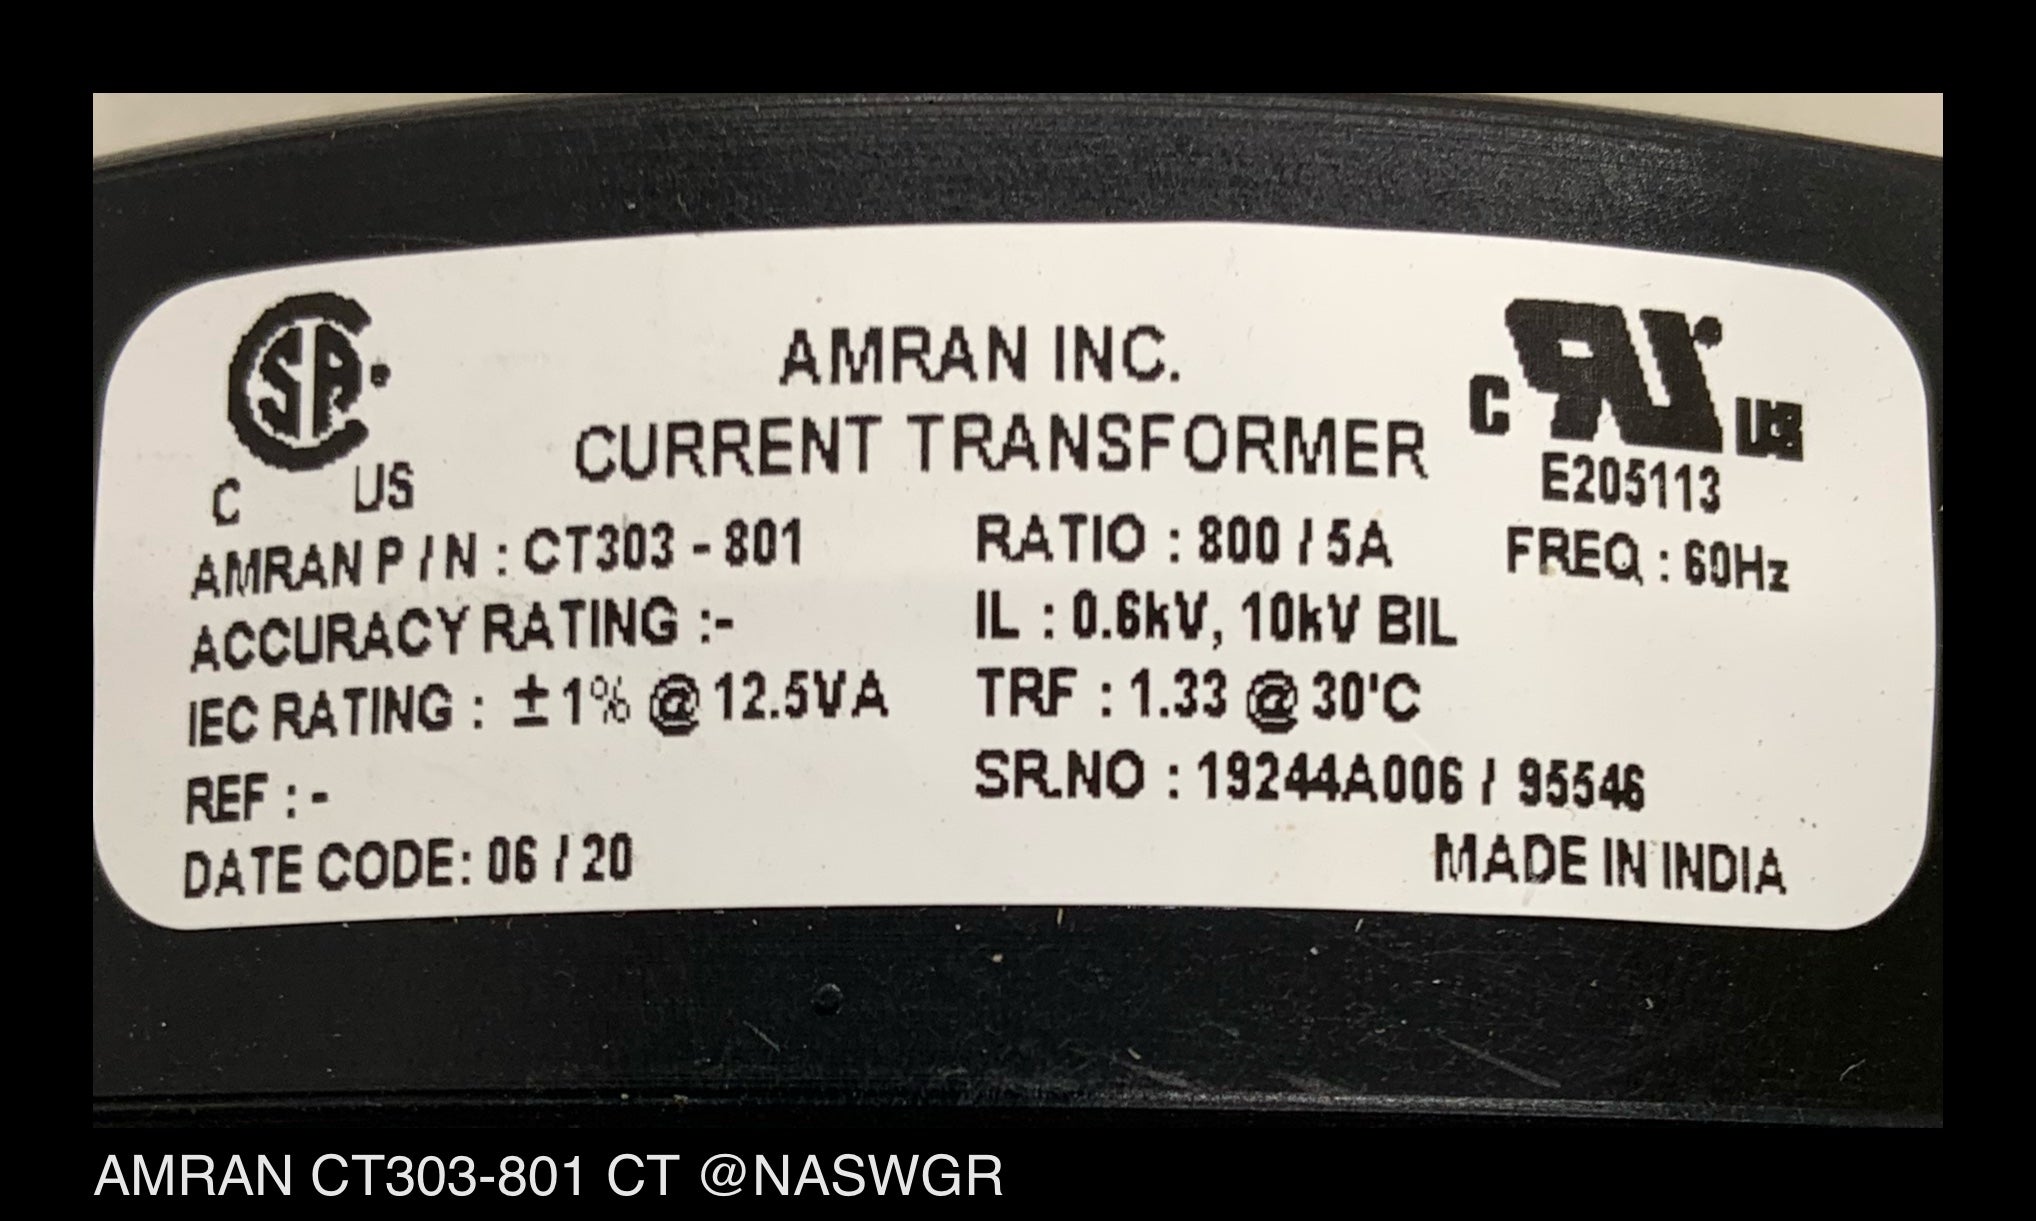 AMRAN INC.
CURRENT TRANSFORMER
CSA
C US
C RU US
E205113
AMRAN P / N : CT303 - 801
RATIO : 800 / 5A
FREQ : 60Hz
ACCURACY RATING :-
IL : 0.6kV, 10kV BIL
IEC RATING : ±1% @ 12.5VA
TRF : 1.33 @ 30'C
REF : -
SR.NO : 19244A006 / 95546
DATE CODE: 06 / 20
MADE IN INDIA
AMRAN CT303-801 CT @NASWGR